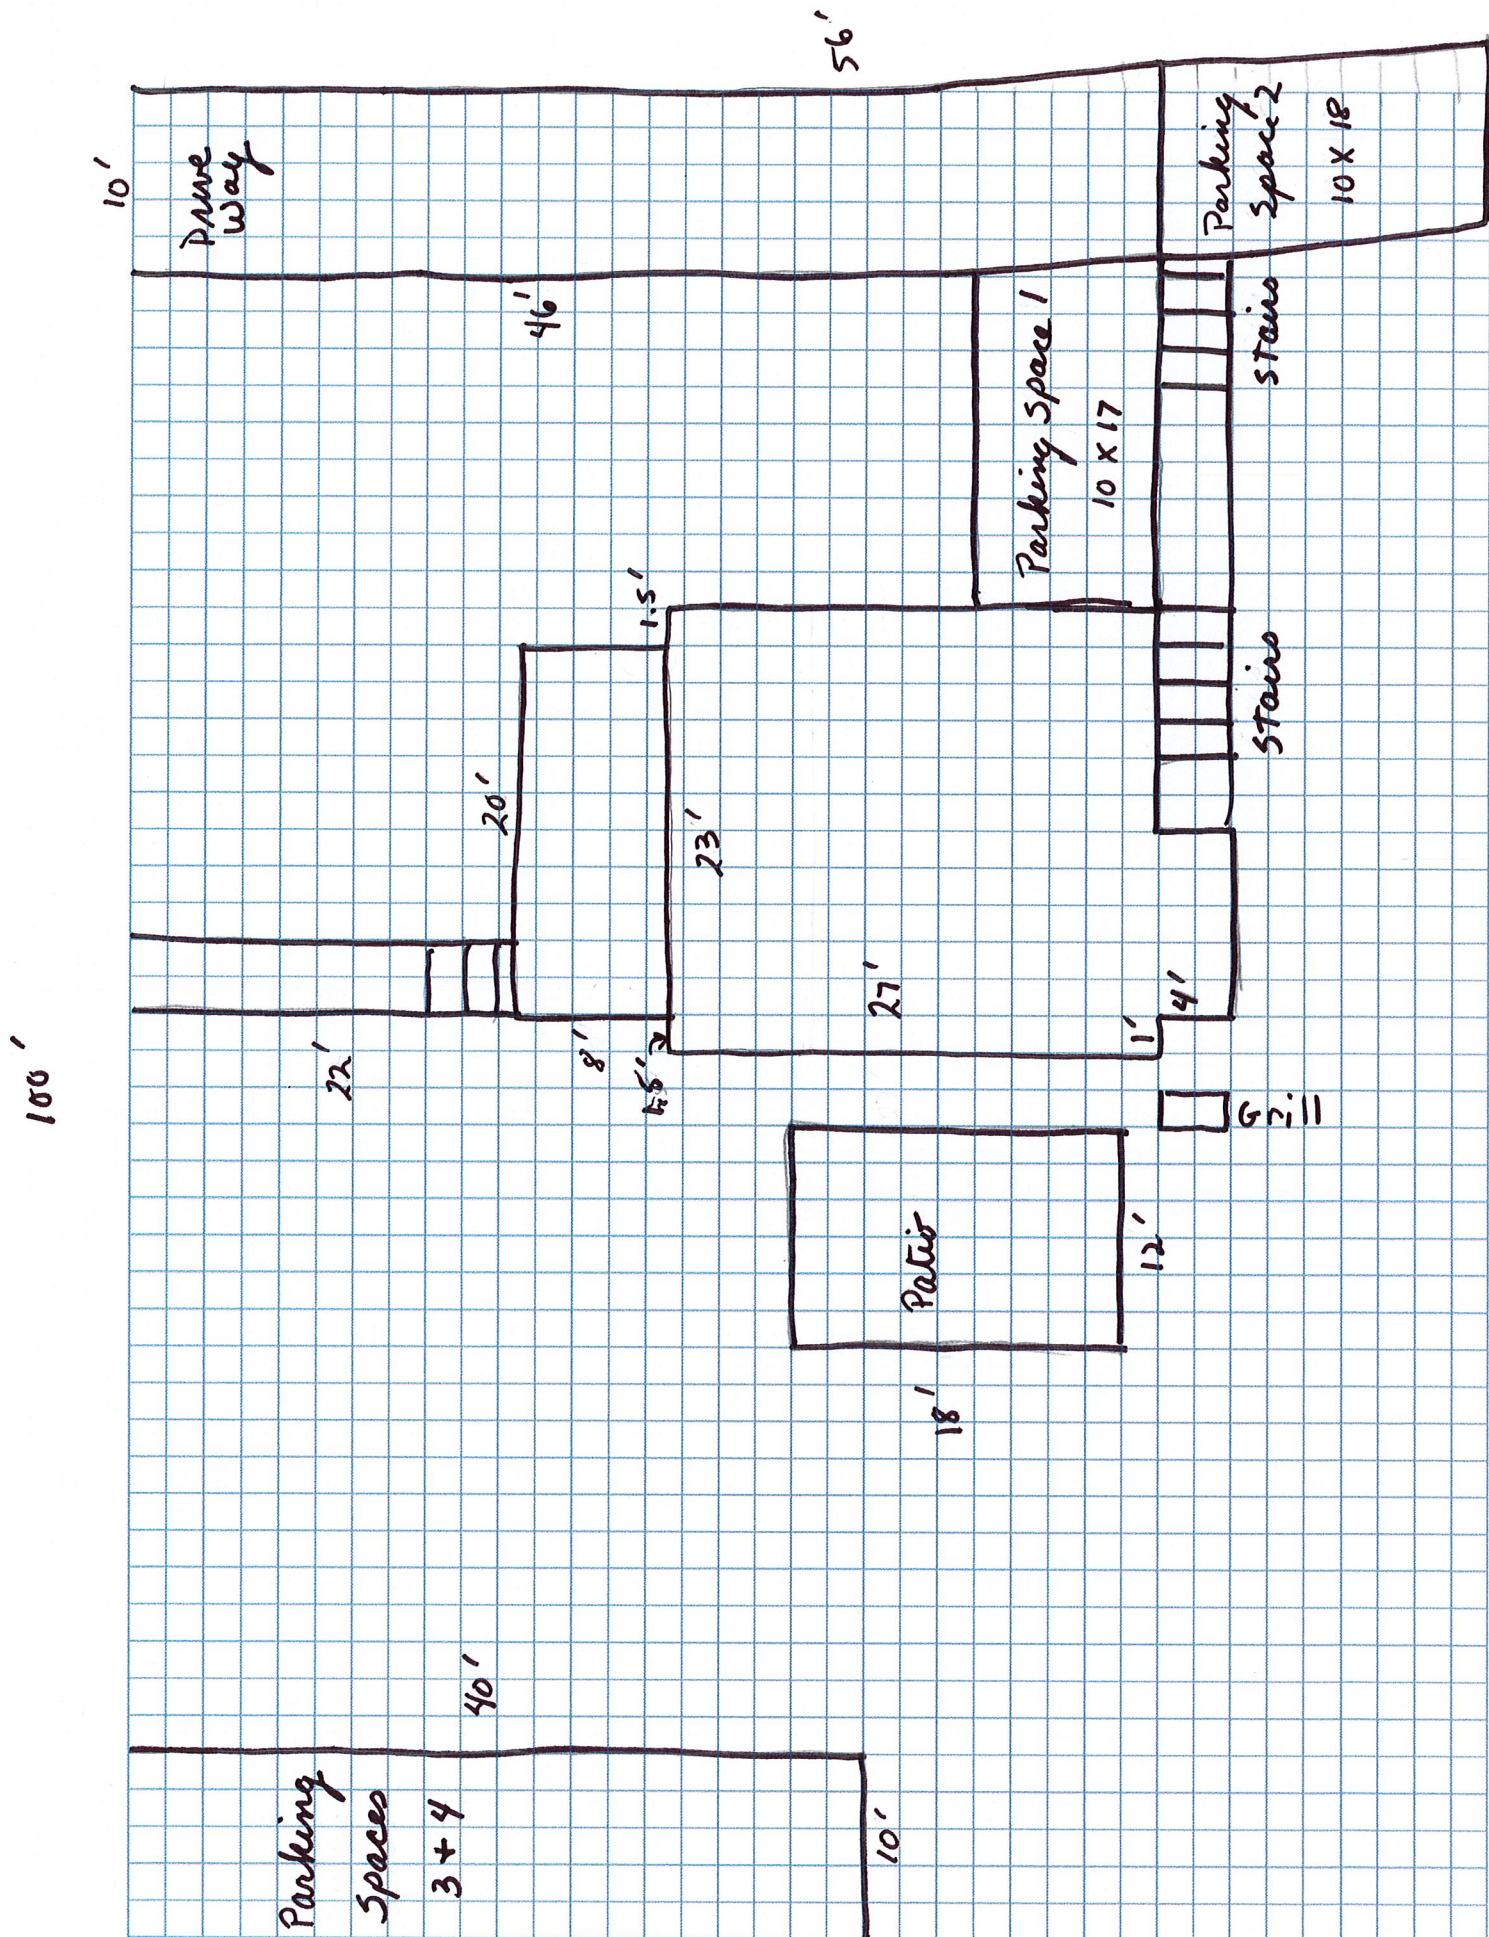 10'
56'
Drive
Way
46'
Parking
Space 2
10 X 18
Parking Space 1
10 X 17
Stairs
1.5'
20'
23'
Stairs
100'
22'
8'
27'
1'
4'
Grill
Patio
12'
18'
40'
Parking
Spaces
3 + 4
10'